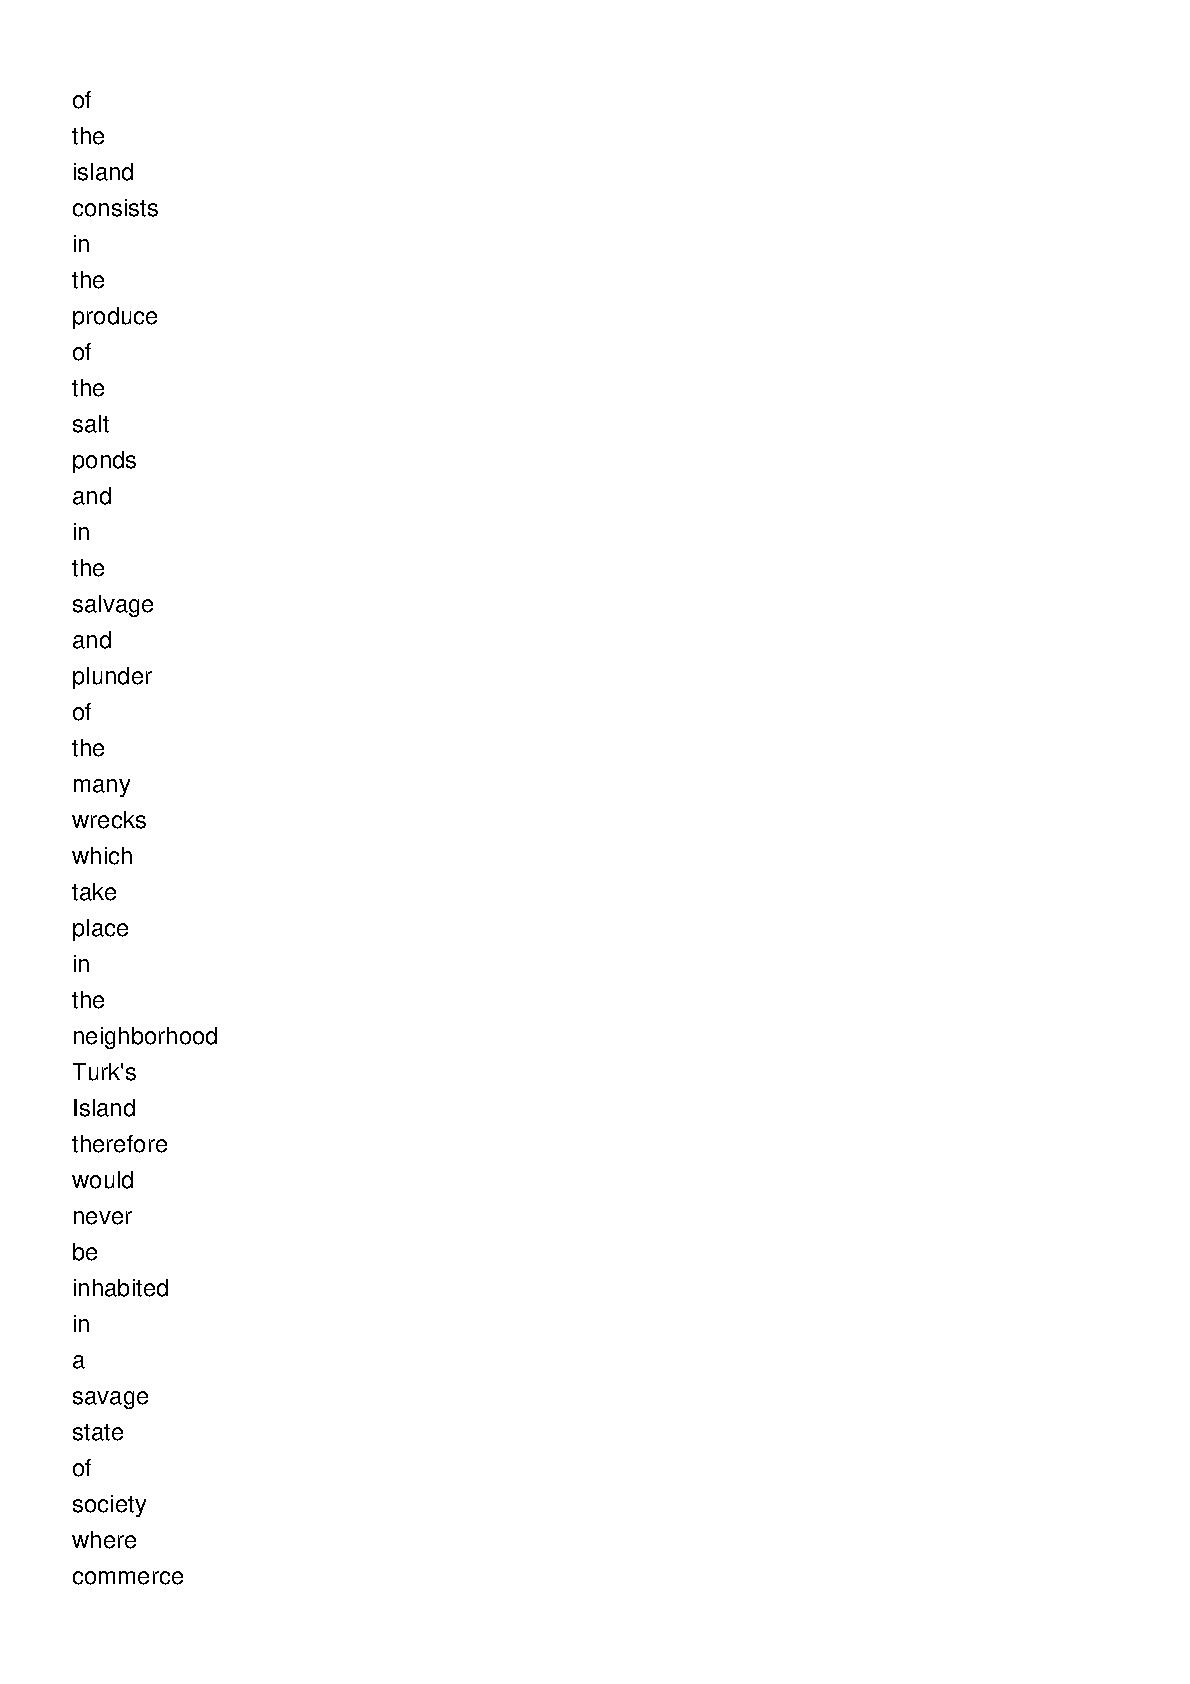 of
the
island
consists
in
the
produce
of
the
salt
ponds
and
in
the
salvage
and
plunder
of
the
many
wrecks
which
take
place
in
the
neighborhood
Turk's
Island
therefore
would
never
be
inhabited
in
a
savage
state
of
society
where
commerce